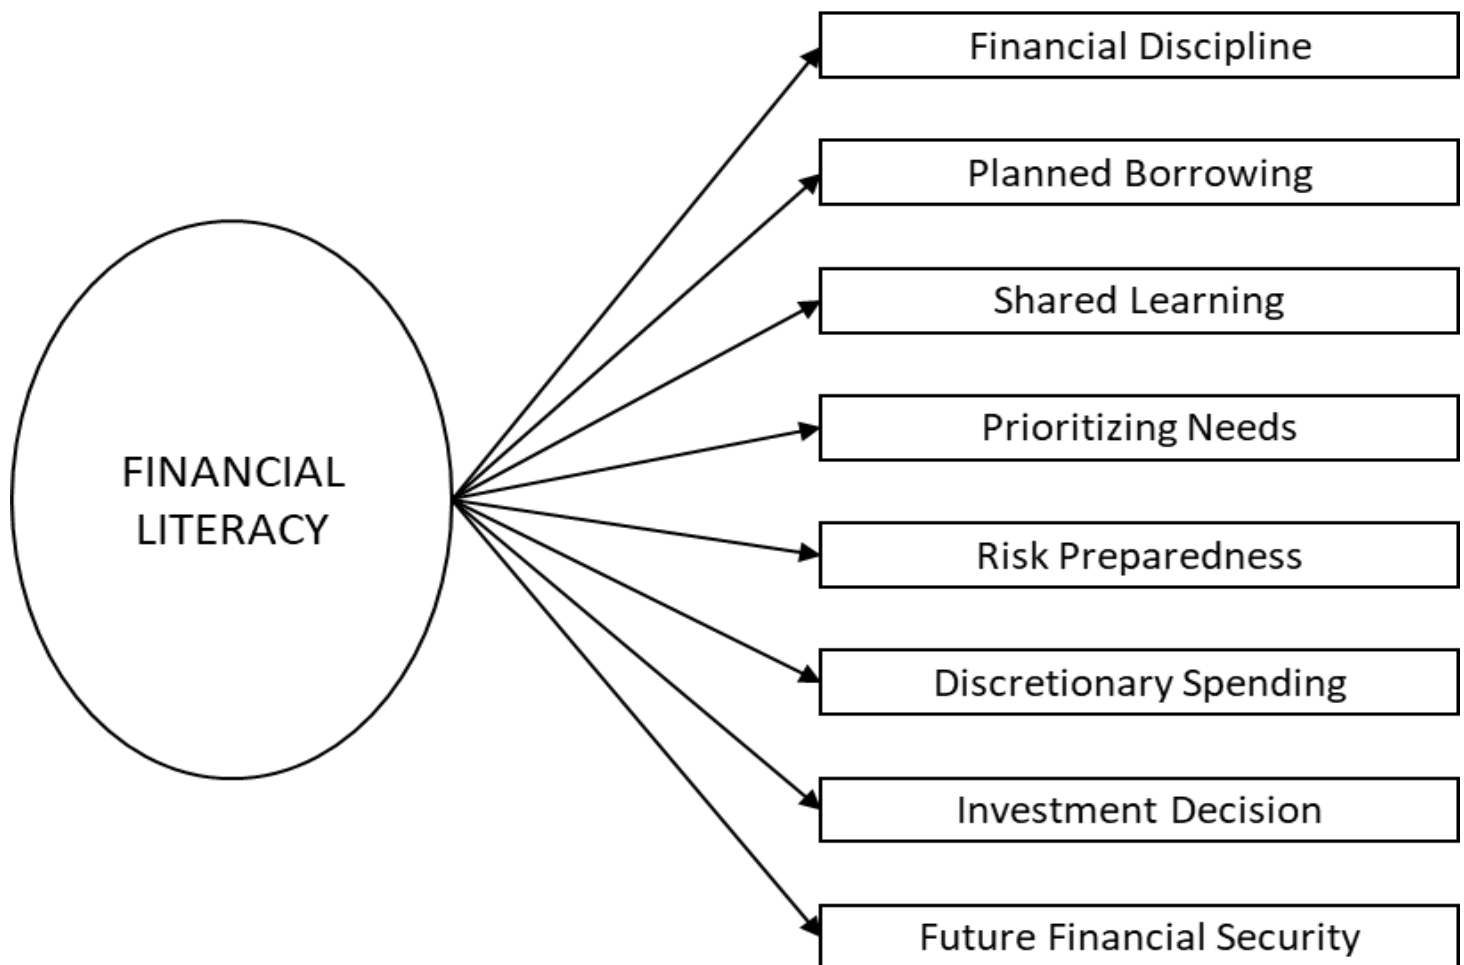 FINANCIAL
LITERACY
Financial Discipline
Planned Borrowing
Shared Learning
Prioritizing Needs
Risk Preparedness
Discretionary Spending
Investment Decision
Future Financial Security